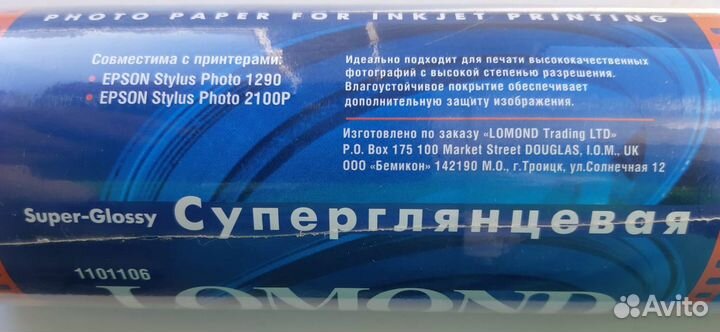 PHOTO PAPER FOR INKJET PRINTING
Совместима с принтерами:
• EPSON Stylus Photo 1290
• EPSON Stylus Photo 2100P
Идеально подходит для печати высококачественных
фотографий с высокой степенью разрешения.
Влагоустойчивое покрытие обеспечивает
дополнительную защиту изображения.
Изготовлено по заказу «LOMOND Trading LTD»
P.O. Box 175 100 Market Street DOUGLAS, I.O.M., UK
ООО «Бемикон» 142190 М.О., г.Троицк, ул.Солнечная 12
Super-Glossy Суперглянцевая
1101106
LOMOND
Avito